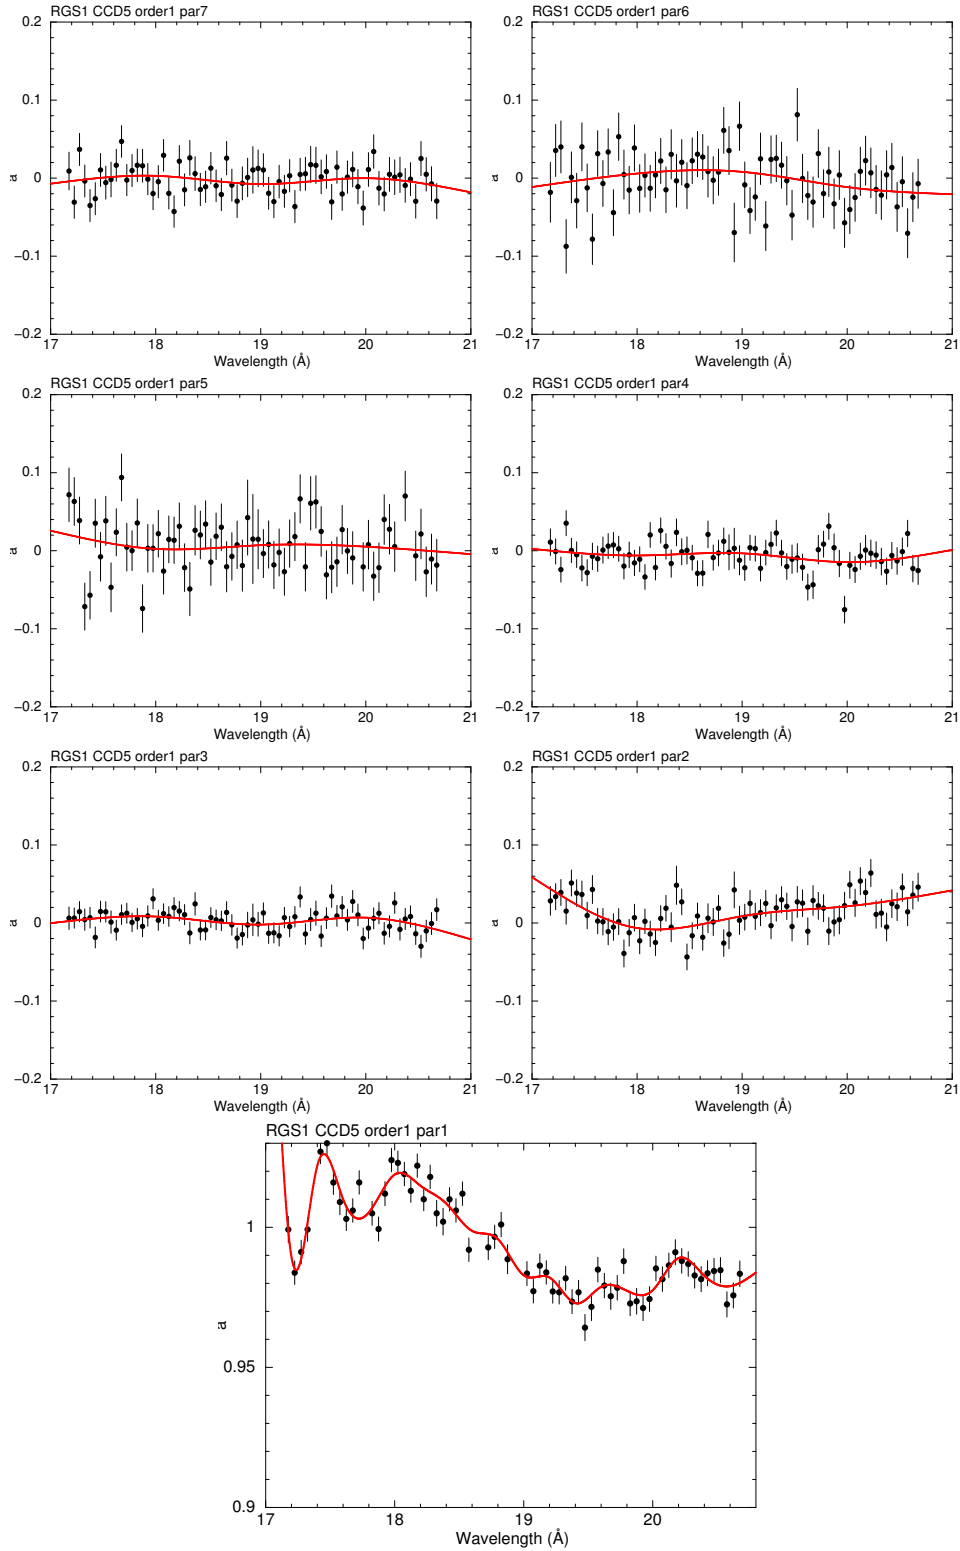 RGS1 CCD5 order1 par7
0.2
0.1
0
−0.1
−0.2
a
17 18 19 20 21
Wavelength (Å)
RGS1 CCD5 order1 par6
0.2
0.1
0
−0.1
−0.2
a
17 18 19 20 21
Wavelength (Å)
RGS1 CCD5 order1 par5
0.2
0.1
0
−0.1
−0.2
a
17 18 19 20 21
Wavelength (Å)
RGS1 CCD5 order1 par4
0.2
0.1
0
−0.1
−0.2
a
17 18 19 20 21
Wavelength (Å)
RGS1 CCD5 order1 par3
0.2
0.1
0
−0.1
−0.2
a
17 18 19 20 21
Wavelength (Å)
RGS1 CCD5 order1 par2
0.2
0.1
0
−0.1
−0.2
a
17 18 19 20 21
Wavelength (Å)
RGS1 CCD5 order1 par1
1
0.95
0.9
a
17 18 19 20
Wavelength (Å)